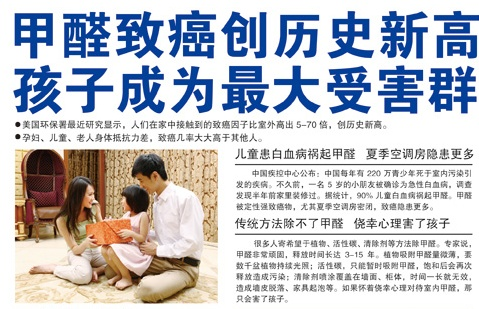 甲醛致癌创历史新高
孩子成为最大受害群
●美国环保署最近研究显示，人们在家中接触到的致癌因子比室外高出 5-70 倍，创历史新高。
●孕妇、儿童、老人身体抵抗力差，致癌几率大大高于其他人。
儿童患白血病祸起甲醛 夏季空调房隐患更多
中国疾控中心公布：中国每年有 220 万青少年死于室内污染引
发的疾病。不久前，一名 5 岁的小朋友被确诊为急性白血病，调查
发现半年前家里装修过。据统计，90% 儿童白血病祸起甲醛。甲醛
被定性强致癌物，尤其夏季空调房密闭，致癌隐患更多。
传统方法除不了甲醛 侥幸心理害了孩子
很多人寄希望于植物、活性碳、清除剂等方法除甲醛。专家说，
甲醛非常顽固，释放时间长达 3-15 年。植物吸附甲醛量微薄，要
数千盆植物持续光照；活性碳，只能暂时吸附甲醛，饱和后会再次
释放造成污染；清除剂喷涂覆盖在墙面、柜体，时间一长就无效，
造成墙皮脱落、家具起泡等。如果怀着侥幸心理对待室内甲醛，那
只会害了孩子。